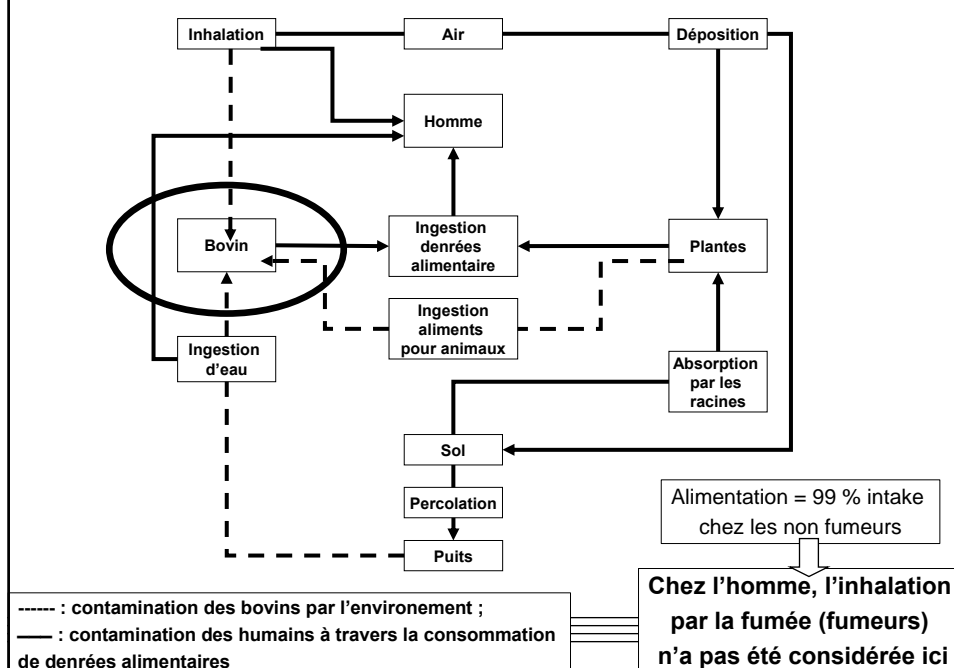 Inhalation
Air
Déposition
Homme
Bovin
Ingestion
denrées
alimentaire
Plantes
Ingestion
aliments
pour animaux
Ingestion
d’eau
Absorption
par les
racines
Sol
Percolation
Puits
Alimentation = 99 % intake
chez les non fumeurs
Chez l’homme, l’inhalation
par la fumée (fumeurs)
n’a pas été considérée ici
------ : contamination des bovins par l’environement ;
—— : contamination des humains à travers la consommation
de denrées alimentaires